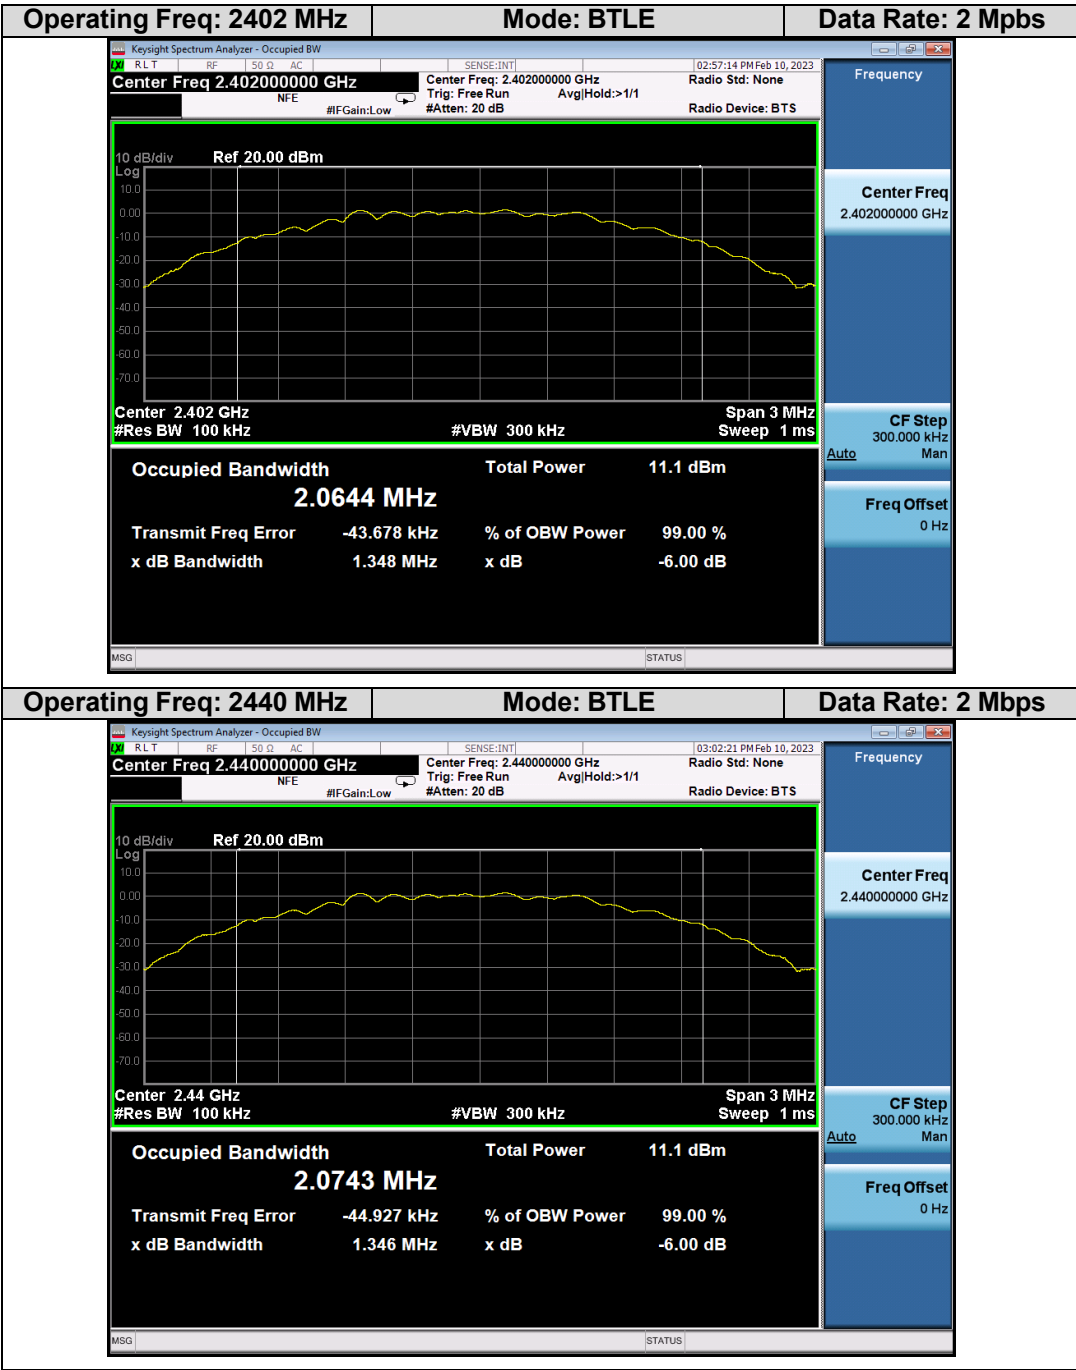 Operating Freq: 2402 MHz Mode: BTLE Data Rate: 2 Mpbs
Keysight Spectrum Analyzer - Occupied BW
LXI RLT RF 50 Ω AC SENSE:INT 02:57:14 PM Feb 10, 2023
Center Freq 2.402000000 GHz Center Freq: 2.402000000 GHz Radio Std: None Frequency
NFE Trig: Free Run Avg|Hold:>1/1
#IFGain:Low #Atten: 20 dB Radio Device: BTS
10 dB/div Ref 20.00 dBm
Log
10.0
0.00
-10.0
-20.0
-30.0
-40.0
-50.0
-60.0
-70.0
Center Freq
2.402000000 GHz
Center 2.402 GHz Span 3 MHz
#Res BW 100 kHz #VBW 300 kHz Sweep 1 ms
CF Step
300.000 kHz
Auto Man
Freq Offset
0 Hz
Occupied Bandwidth Total Power 11.1 dBm
2.0644 MHz
Transmit Freq Error -43.678 kHz % of OBW Power 99.00 %
x dB Bandwidth 1.348 MHz x dB -6.00 dB
MSG STATUS
Operating Freq: 2440 MHz Mode: BTLE Data Rate: 2 Mbps
Keysight Spectrum Analyzer - Occupied BW
LXI RLT RF 50 Ω AC SENSE:INT 03:02:21 PM Feb 10, 2023
Center Freq 2.440000000 GHz Center Freq: 2.440000000 GHz Radio Std: None Frequency
NFE Trig: Free Run Avg|Hold:>1/1
#IFGain:Low #Atten: 20 dB Radio Device: BTS
10 dB/div Ref 20.00 dBm
Log
10.0
0.00
-10.0
-20.0
-30.0
-40.0
-50.0
-60.0
-70.0
Center Freq
2.440000000 GHz
Center 2.44 GHz Span 3 MHz
#Res BW 100 kHz #VBW 300 kHz Sweep 1 ms
CF Step
300.000 kHz
Auto Man
Freq Offset
0 Hz
Occupied Bandwidth Total Power 11.1 dBm
2.0743 MHz
Transmit Freq Error -44.927 kHz % of OBW Power 99.00 %
x dB Bandwidth 1.346 MHz x dB -6.00 dB
MSG STATUS